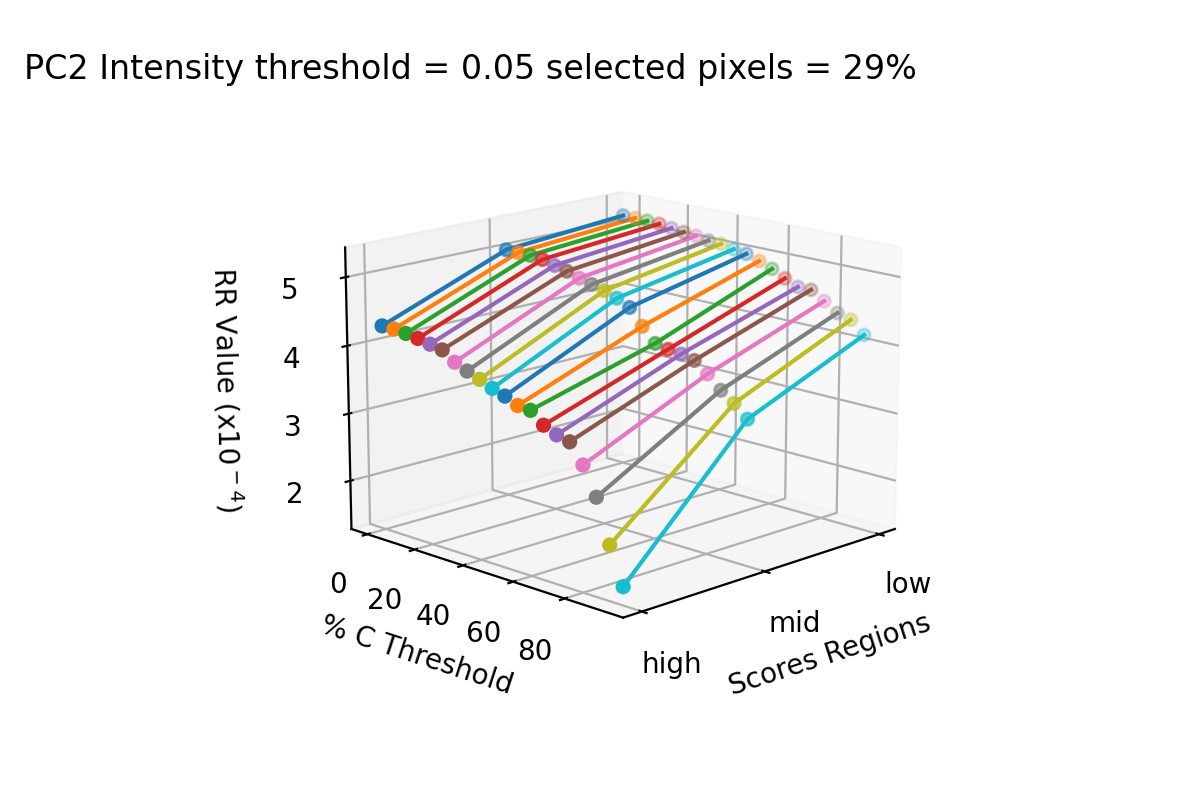 PC2 Intensity threshold = 0.05 selected pixels = 29%
RR Value (x10⁻⁴)
5
4
3
2
0
20
40
60
80
% C Threshold
high
mid
low
Scores Regions